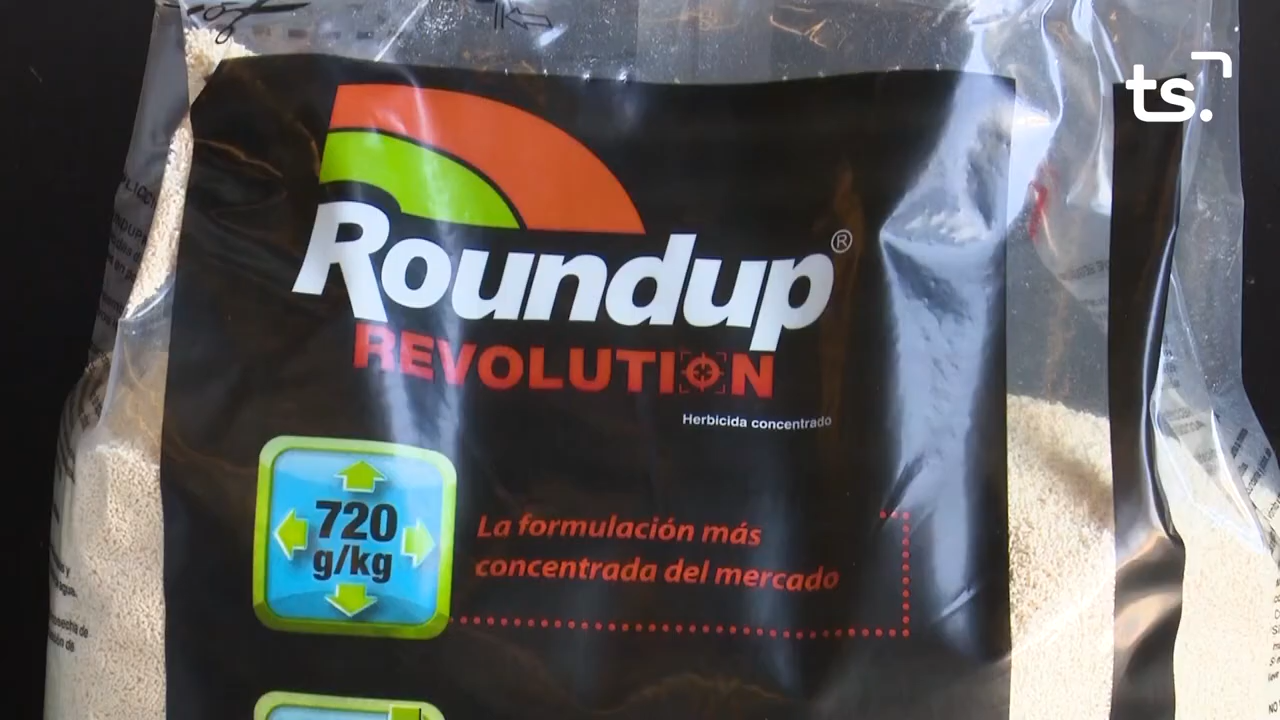 ts.
Roundup®
REVOLUTION
Herbicida concentrado
720
g/kg
La formulación más
concentrada del mercado